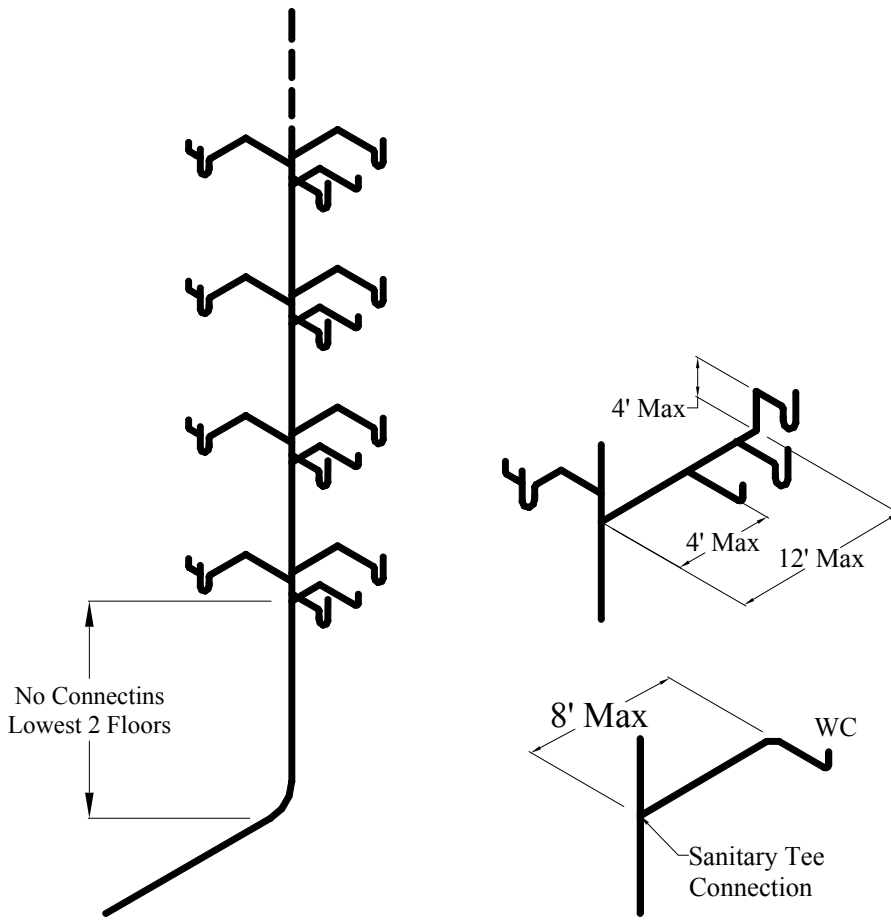 4' Max
4' Max
12' Max
No Connectins
Lowest 2 Floors
8' Max
WC
Sanitary Tee
Connection